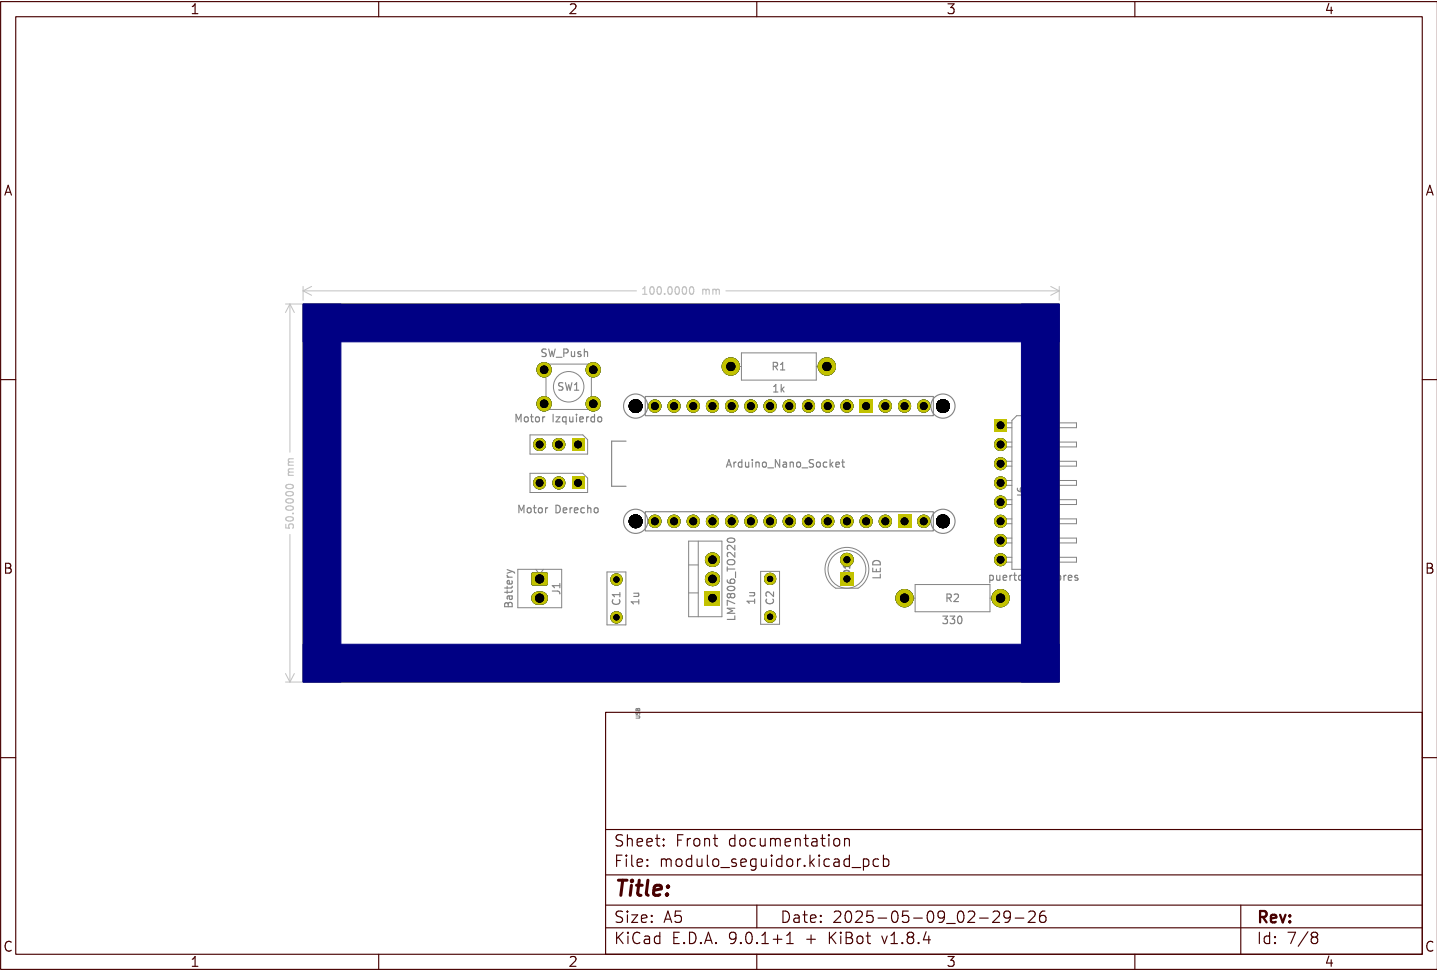 1 2 3 4
A A
100.0000 mm
50.0000 mm
SW_Push
SW1
R1
1k
Motor Izquierdo
Arduino_Nano_Socket
Motor Derecho
Battery
J1
C1
1u
LM7806_TO220
1u
C2
LED
R2
330
B B
USB
Sheet: Front documentation
File: modulo_seguidor.kicad_pcb
Title:
Size: A5 Date: 2025-05-09_02-29-26 Rev:
KiCad E.D.A. 9.0.1+1 + KiBot v1.8.4 Id: 7/8
C C
1 2 3 4